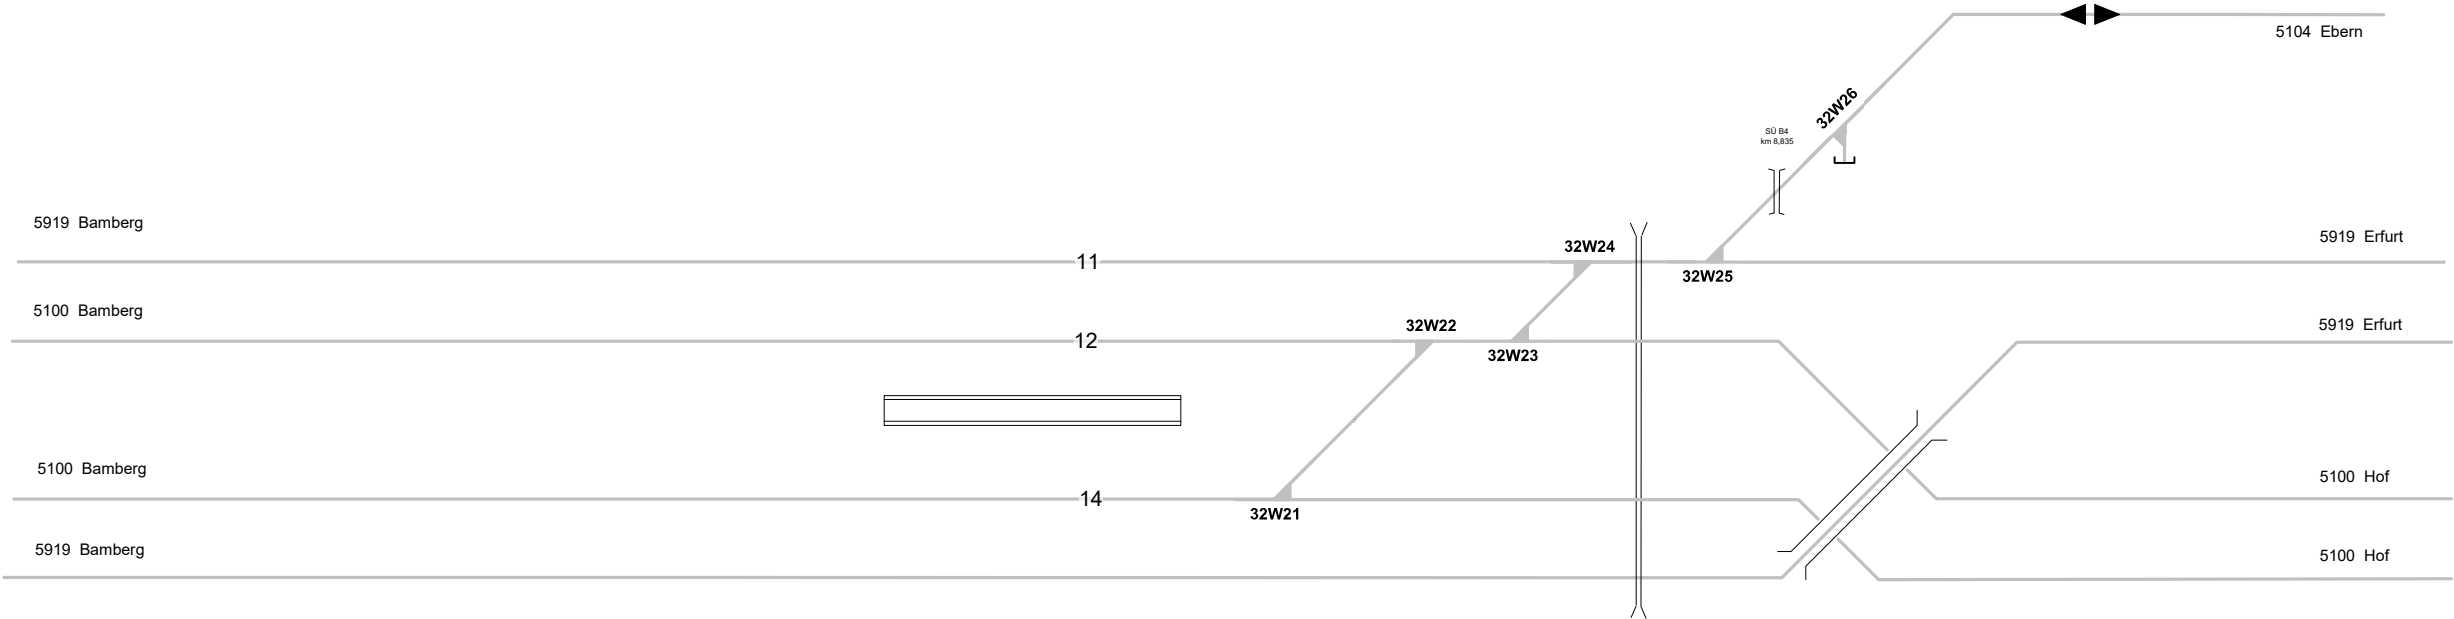 5104 Ebern
32W26
SÜ B4
km 8,835
5919 Bamberg
5919 Erfurt
32W24
11
32W25
5100 Bamberg
5919 Erfurt
32W22
12
32W23
5100 Bamberg
5100 Hof
14
32W21
5919 Bamberg
5100 Hof